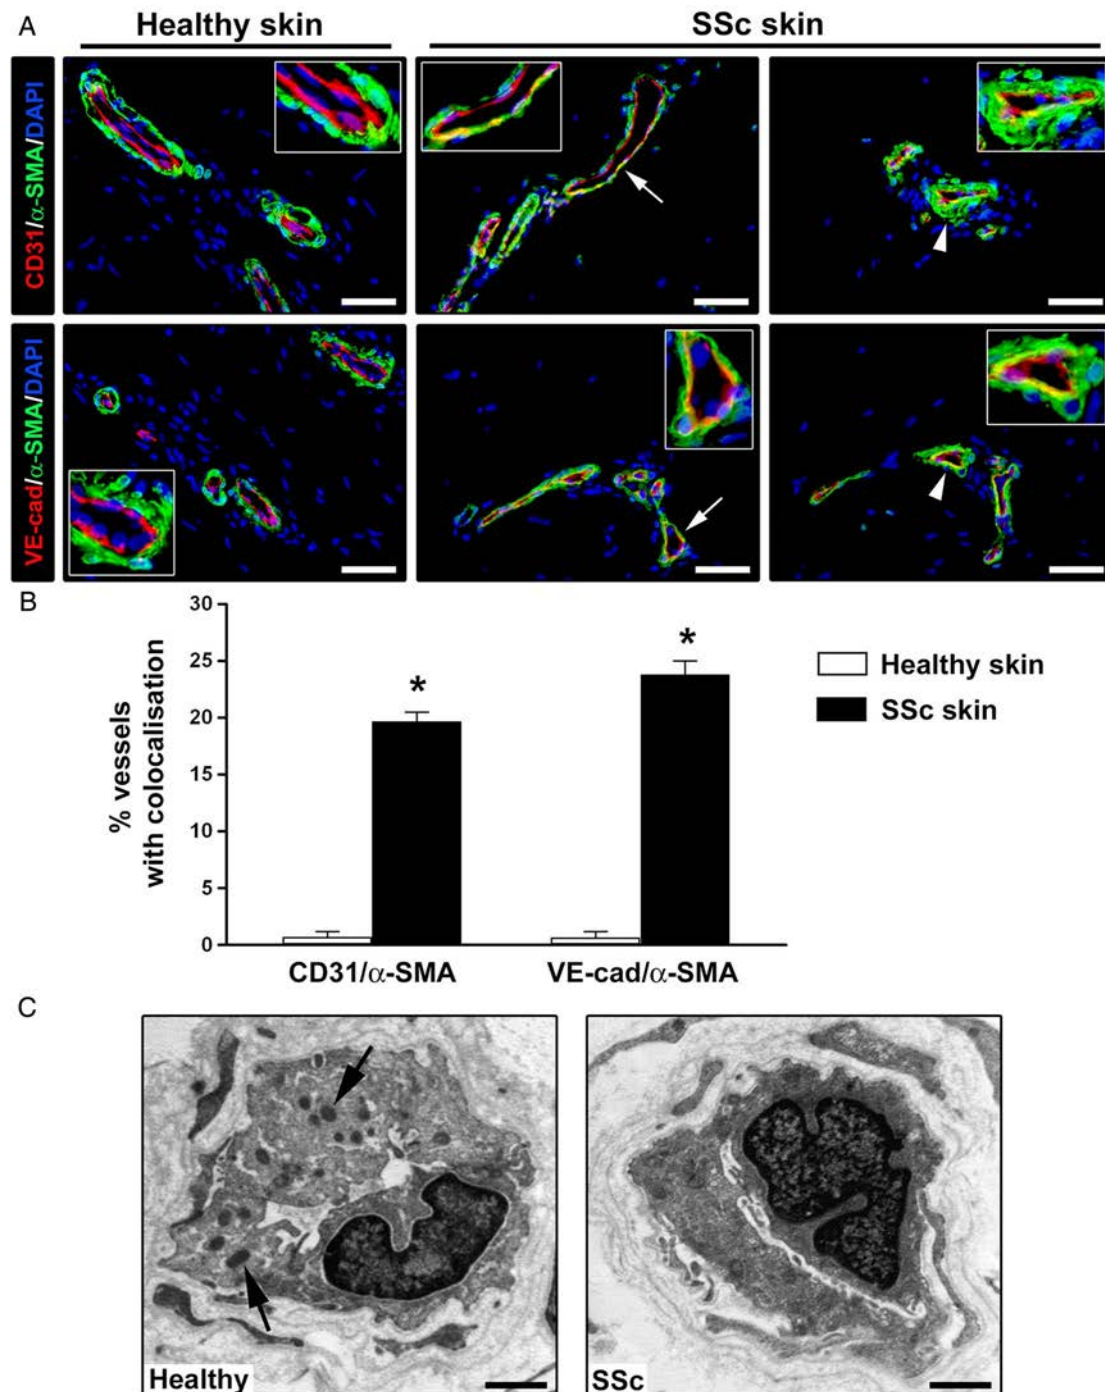 A
Healthy skin
SSc skin
CD31/α-SMA/DAPI
VE-cad/α-SMA/DAPI
B
30
25
20
15
10
5
0
% vessels
with colocalisation
*
*
CD31/α-SMA
VE-cad/α-SMA
Healthy skin
SSc skin
C
Healthy
SSc